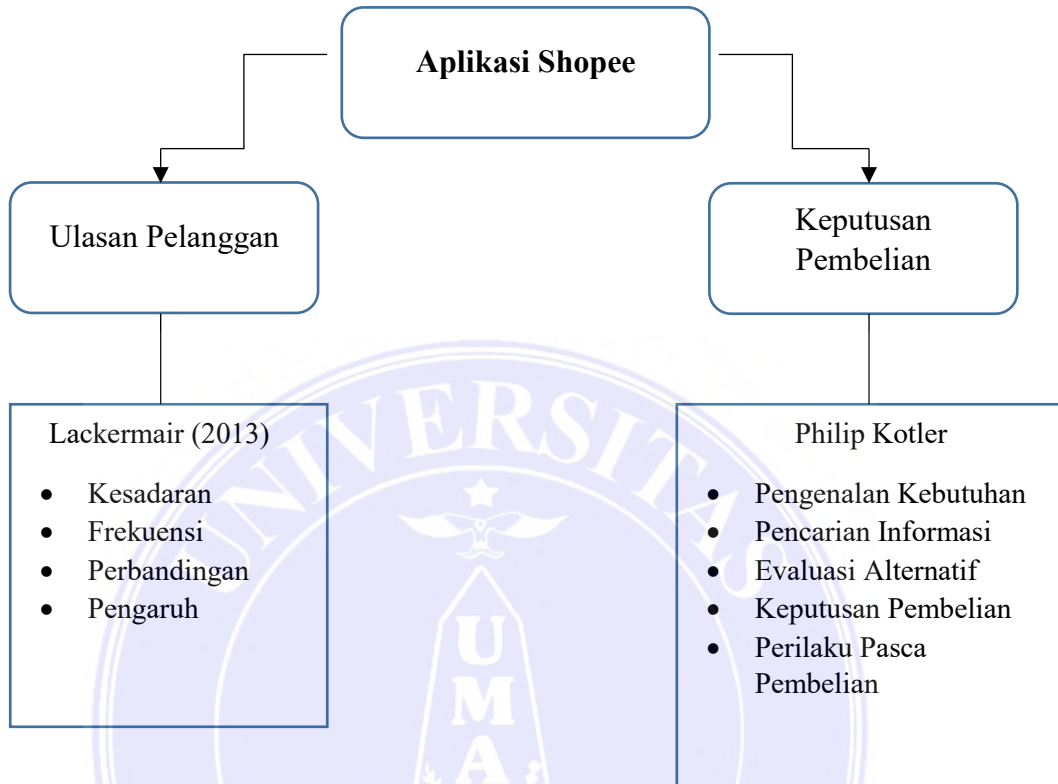 Aplikasi Shopee
Ulasan Pelanggan
Keputusan
Pembelian
Lackermair (2013)
• Kesadaran
• Frekuensi
• Perbandingan
• Pengaruh
Philip Kotler
• Pengenalan Kebutuhan
• Pencarian Informasi
• Evaluasi Alternatif
• Keputusan Pembelian
• Perilaku Pasca
Pembelian
UNIVERSITAS
U
M
A